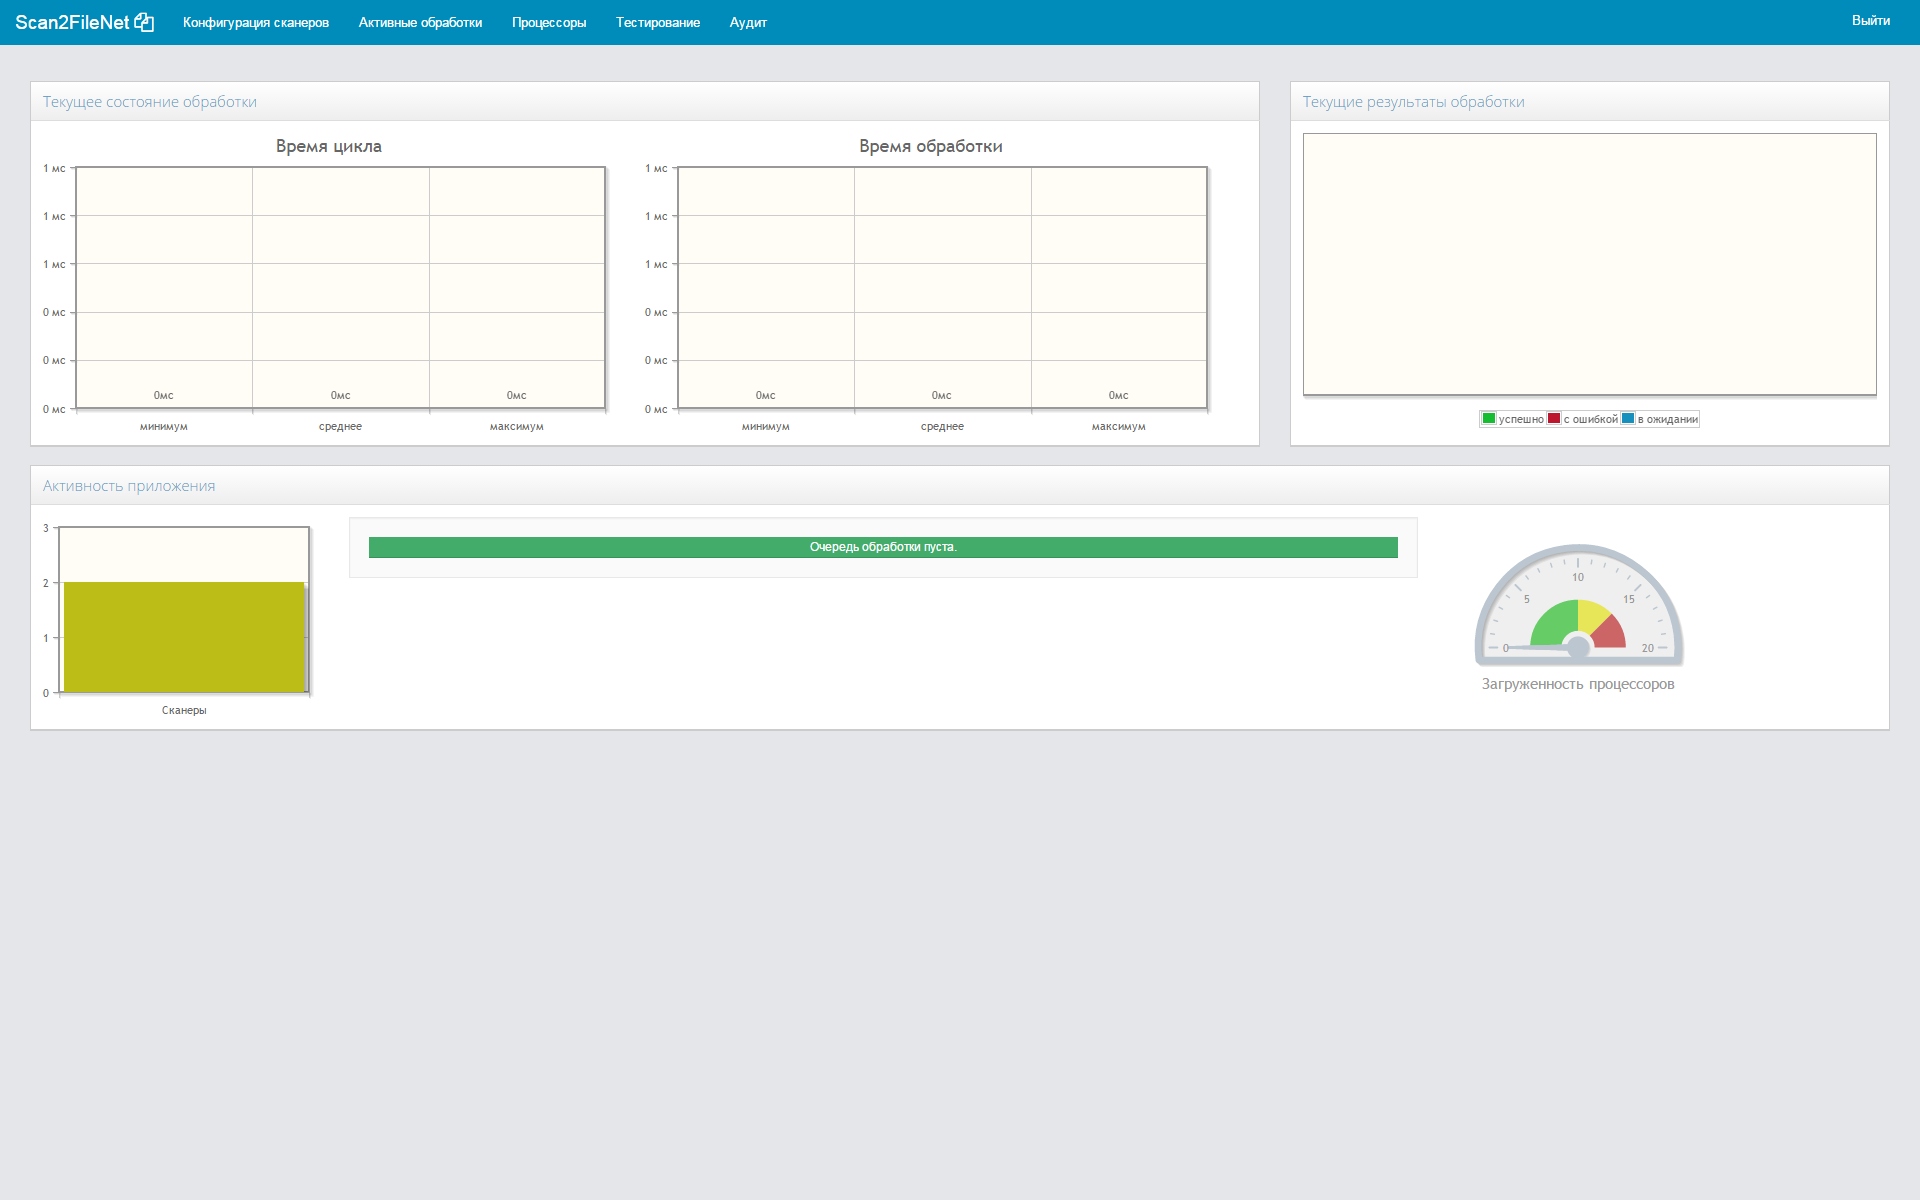 Scan2FileNet Конфигурация сканеров Активные обработки Процессоры Тестирование Аудит Выйти
Текущее состояние обработки
Время цикла
1 мс
1 мс
1 мс
0 мс
0 мс
0 мс
0мс 0мс 0мс
минимум среднее максимум
Время обработки
1 мс
1 мс
1 мс
0 мс
0 мс
0 мс
0мс 0мс 0мс
минимум среднее максимум
Текущие результаты обработки
успешно с ошибкой в ожидании
Активность приложения
3
2
1
0
Сканеры
Очередь обработки пуста.
0 5 10 15 20
Загруженность процессоров